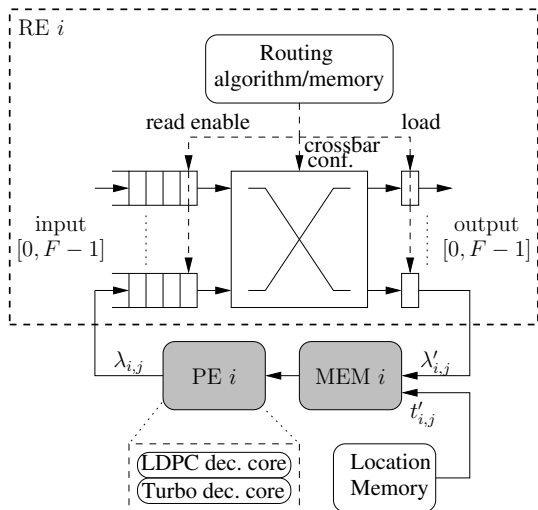 RE i
Routing
algorithm/memory
read enable
load
crossbar
conf.
input
[0, F − 1]
output
[0, F − 1]
λi,j
PE i
MEM i
λ′i,j
t′i,j
LDPC dec. core
Turbo dec. core
Location
Memory